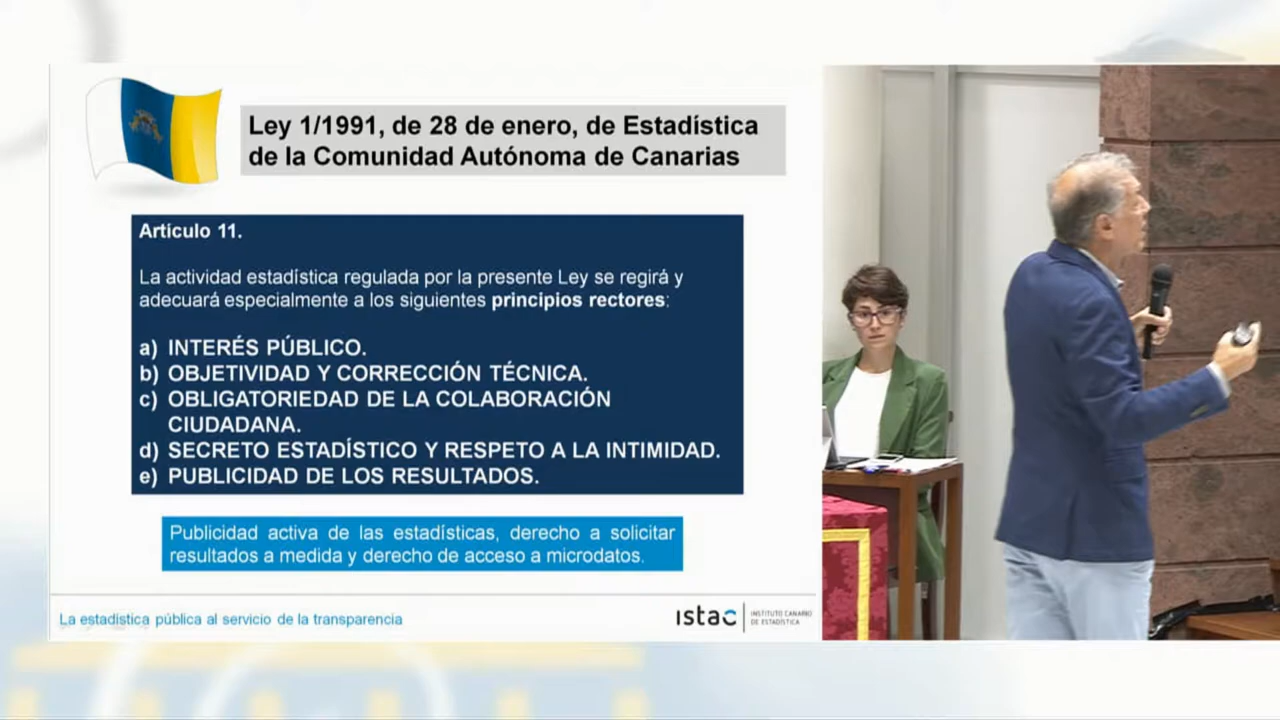 Ley 1/1991, de 28 de enero, de Estadística
de la Comunidad Autónoma de Canarias
Artículo 11.
La actividad estadística regulada por la presente Ley se regirá y
adecuará especialmente a los siguientes principios rectores:
a) INTERÉS PÚBLICO.
b) OBJETIVIDAD Y CORRECCIÓN TÉCNICA.
c) OBLIGATORIEDAD DE LA COLABORACIÓN
CIUDADANA.
d) SECRETO ESTADÍSTICO Y RESPETO A LA INTIMIDAD.
e) PUBLICIDAD DE LOS RESULTADOS.
Publicidad activa de las estadísticas, derecho a solicitar
resultados a medida y derecho de acceso a microdatos.
La estadística pública al servicio de la transparencia
istac
INSTITUTO CANARIO
DE ESTADÍSTICA